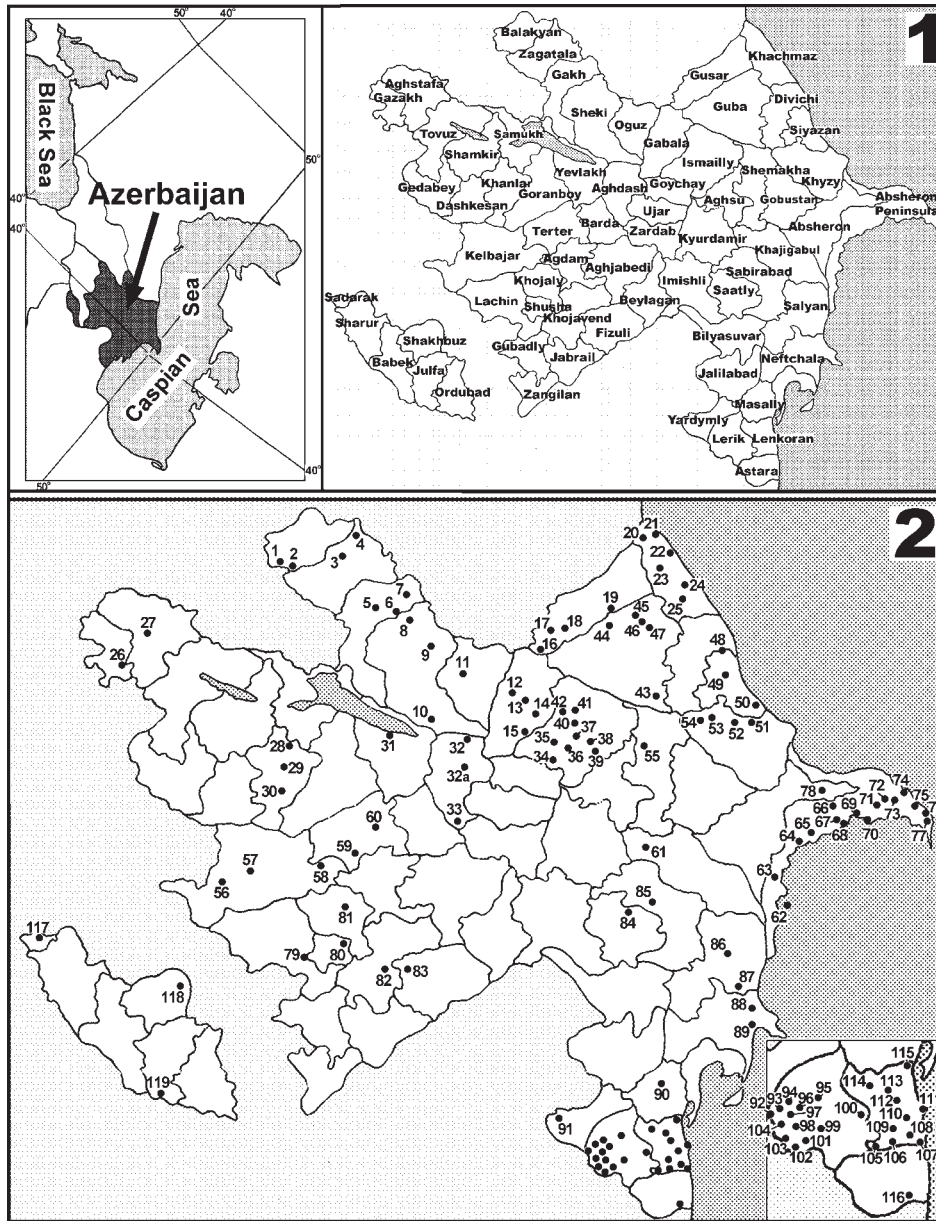 50°
40°
Black Sea
50°
Azerbaijan
40°
40°
Sea
Caspian
50°
40°
1
Balakyan
Zagatala
Gakh
Khachmaz
Gusar
Aghstafa
Gazakh
Guba
Divichi
Sheki
Oguz
Siyazan
Tovuz
Samukh
Gabala
Shamkir
Ismailly
Yevlakh
Shemakha
Khyzy
Gedabey
Khanlar
Goranboy
Aghdash
Goychay
Aghsu
Gobustan
Absheron
Peninsula
Dashkesan
Ujar
Barda
Zardab
Absheron
Terter
Kyurdamir
Kelbajar
Agdam
Khajigabul
Aghjabedi
Sabirabad
Khojaly
Imishli
Saatly
Sadarak
Lachin
Shusha
Beylagan
Salyan
Sharur
Khojavend
Fizuli
Shakhbuz
Gubadly
Bilyasuvar
Babek
Jabrail
Neftchala
Julfa
Jalilabad
Ordubad
Zangilan
Masally
Yardymly
Lerik
Lenkoran
Astara
2
1 2 3 4
5 6 7
8
9
10
11
12
13 14
15
16
17 18
19
20 21
22
23
24
25
26
27
28
29
30
31
32
32a
33
34
35
36
37
38
39
40
41
42
43
44
45
46 47
48
49
50
51
52
53
54
55
56
57
58
59
60
61
62
63
64
65
66
67
68
69
70
71
72
73
74
75
77
78
79
80
81
82 83
84
85
86
87
88
89
90
91
92
93
94
95
96
97
98 99
100
101
102
103
104
105
106
107
108
109
110
112
113
114
115
116
117
118
119